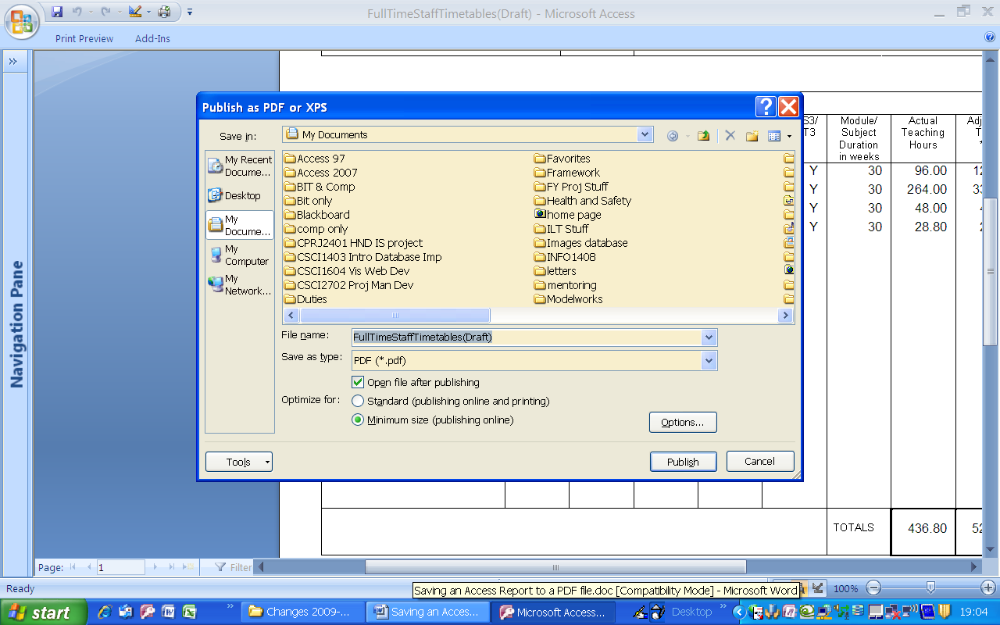 FullTimeStaffTimetables(Draft) - Microsoft Access
Print Preview
Add-Ins
Navigation Pane
Publish as PDF or XPS
Save in:
My Documents
My Recent
Docume...
Desktop
My
Docume...
My
Computer
My
Network...
Access 97
Access 2007
BIT & Comp
Bit only
Blackboard
comp only
CPRJ2401 HND IS project
CSCI1403 Intro Database Imp
CSCI1604 Vis Web Dev
CSCI2702 Proj Man Dev
Duties
Favorites
Framework
FY Proj Stuff
Health and Safety
home page
ILT Stuff
Images database
INFO1408
letters
mentoring
Modelworks
File name:
FullTimeStaffTimetables(Draft)
Save as type:
PDF (*.pdf)
Open file after publishing
Optimize for:
Standard (publishing online and printing)
Minimum size (publishing online)
Options...
Tools
Publish
Cancel
Module/
Subject
Duration
in weeks
Actual
Teaching
Hours
Y 30 96.00
Y 30 264.00
Y 30 48.00
Y 30 28.80
TOTALS 436.80
Page: 1 Filter
Ready
100%
Saving an Access Report to a PDF file.doc [Compatibility Mode] - Microsoft Word
start
Changes 2009-...
Saving an Acces...
Microsoft Access...
Desktop
19:04